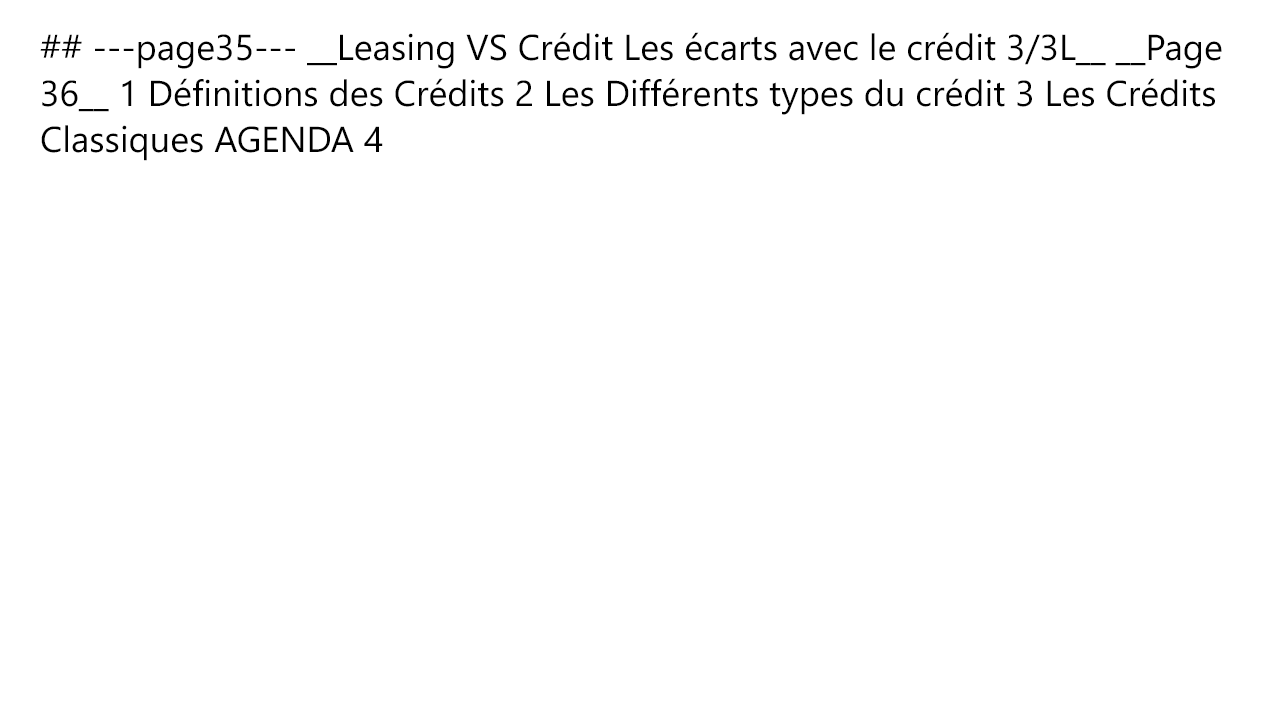 ## ---page35--- __Leasing VS Crédit Les écarts avec le crédit 3/3L__ __Page
36__ 1 Définitions des Crédits 2 Les Différents types du crédit 3 Les Crédits
Classiques AGENDA 4